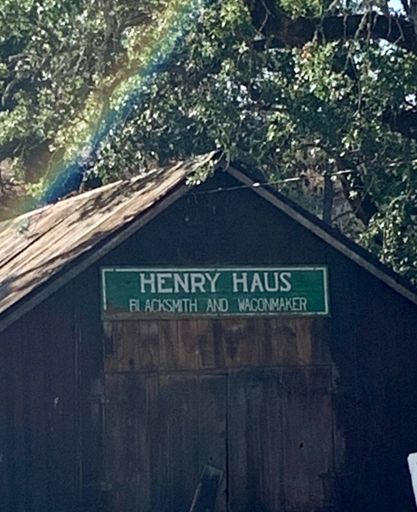 HENRY HAUS
BLACKSMITH AND WAGONMAKER